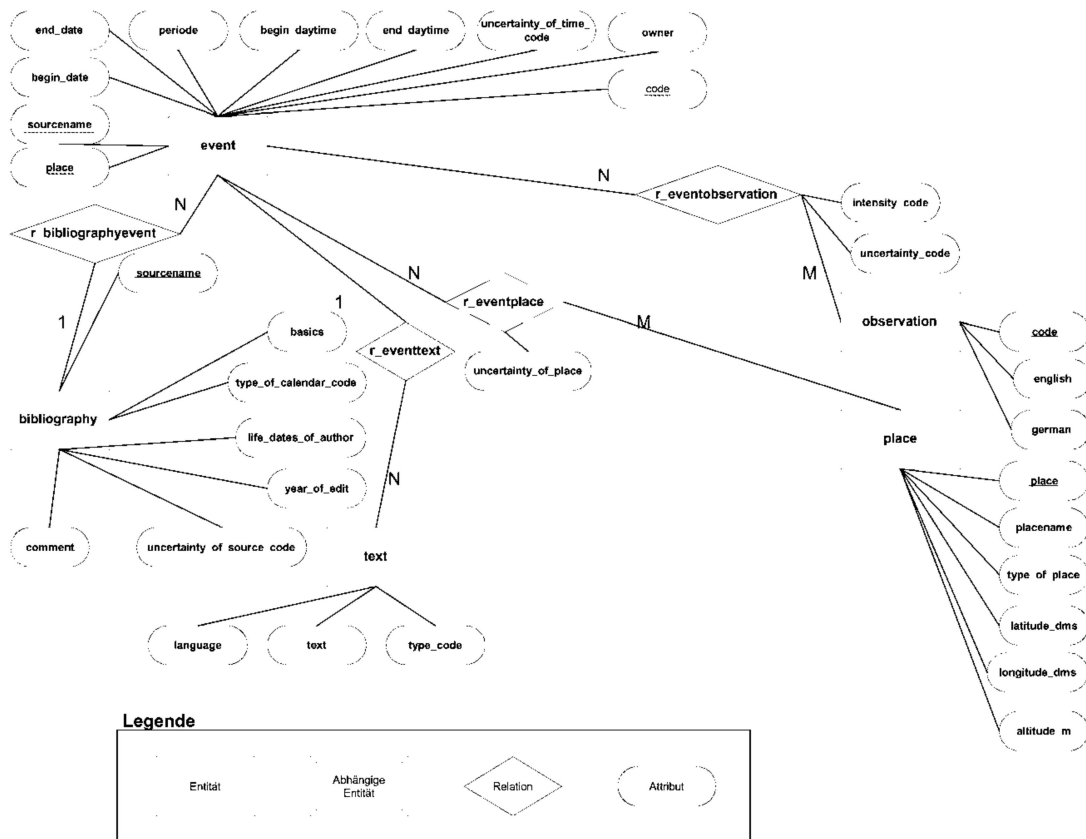 end_date
periode
begin daytime
end daytime
uncertainty_of_time_
code
owner
begin_date
code
sourcename
event
place
N
N
r_eventobservation
intensity code
r bibliographyevent
uncertainty_code
sourcename
N
M
r_eventplace
1
1
observation
M
basics
code
r_eventtext
uncertainty_of_place
type_of_calendar_code
english
bibliography
german
life_dates_of_author
place
place
N
year_of_edit
placename
comment
uncertainty of source code
text
type of place
latitude_dms
language
text
type_code
longitude_dms
Legende
altitude m
Entität
Abhängige
Entität
Relation
Attribut